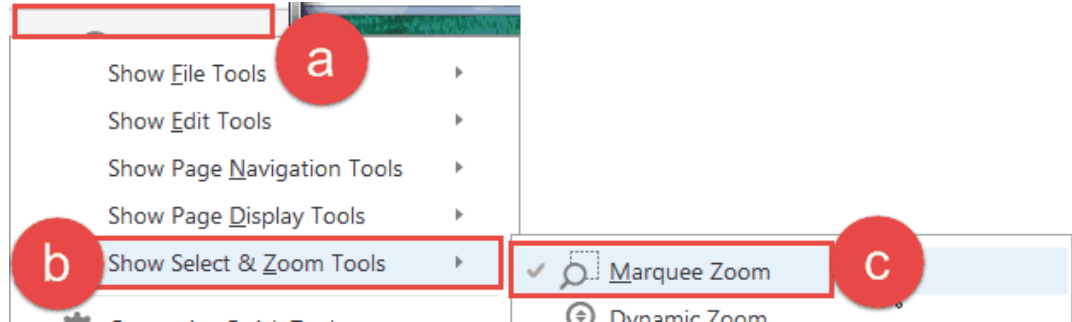 a
Show File Tools
Show Edit Tools
Show Page Navigation Tools
Show Page Display Tools
b
Show Select & Zoom Tools
c
Marquee Zoom
Dynamic Zoom